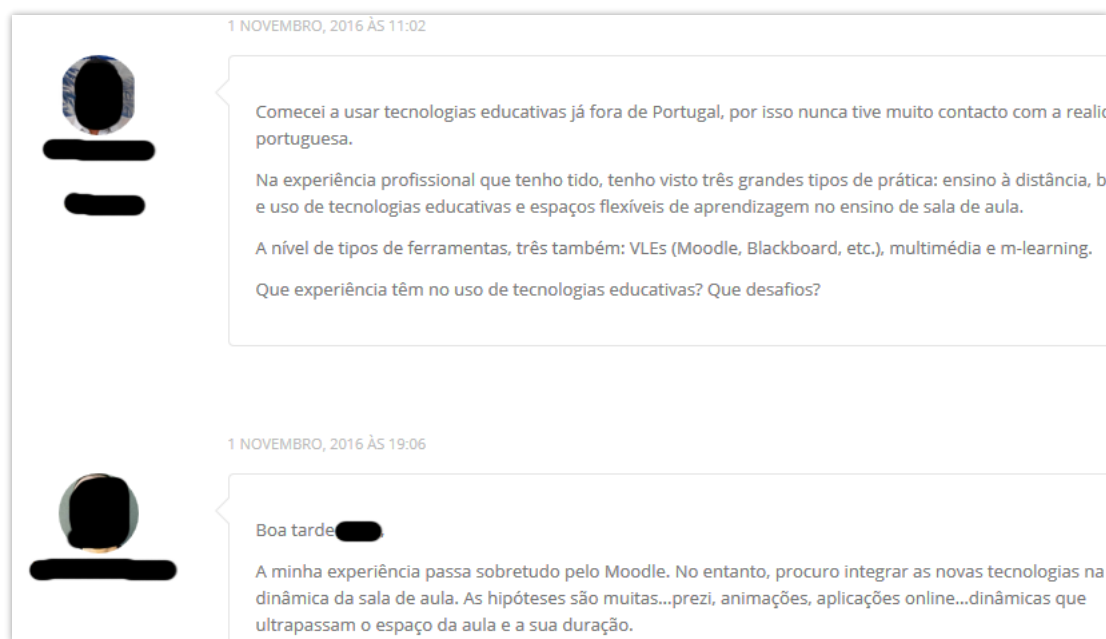 1 NOVEMBRO, 2016 ÀS 11:02
Comecei a usar tecnologias educativas já fora de Portugal, por isso nunca tive muito contacto com a
portuguesa.
Na experiência profissional que tenho tido, tenho visto três grandes tipos de prática: ensino à distância,
e uso de tecnologias educativas e espaços flexíveis de aprendizagem no ensino de sala de aula.
A nível de tipos de ferramentas, três também: VLEs (Moodle, Blackboard, etc.), multimédia e m-learning.
Que experiência têm no uso de tecnologias educativas? Que desafios?
1 NOVEMBRO, 2016 ÀS 19:06
Boa tarde
A minha experiência passa sobretudo pelo Moodle. No entanto, procuro integrar as novas tecnologias na
dinâmica da sala de aula. As hipóteses são muitas...prezi, animações, aplicações online...dinâmicas que
ultrapassam o espaço da aula e a sua duração.